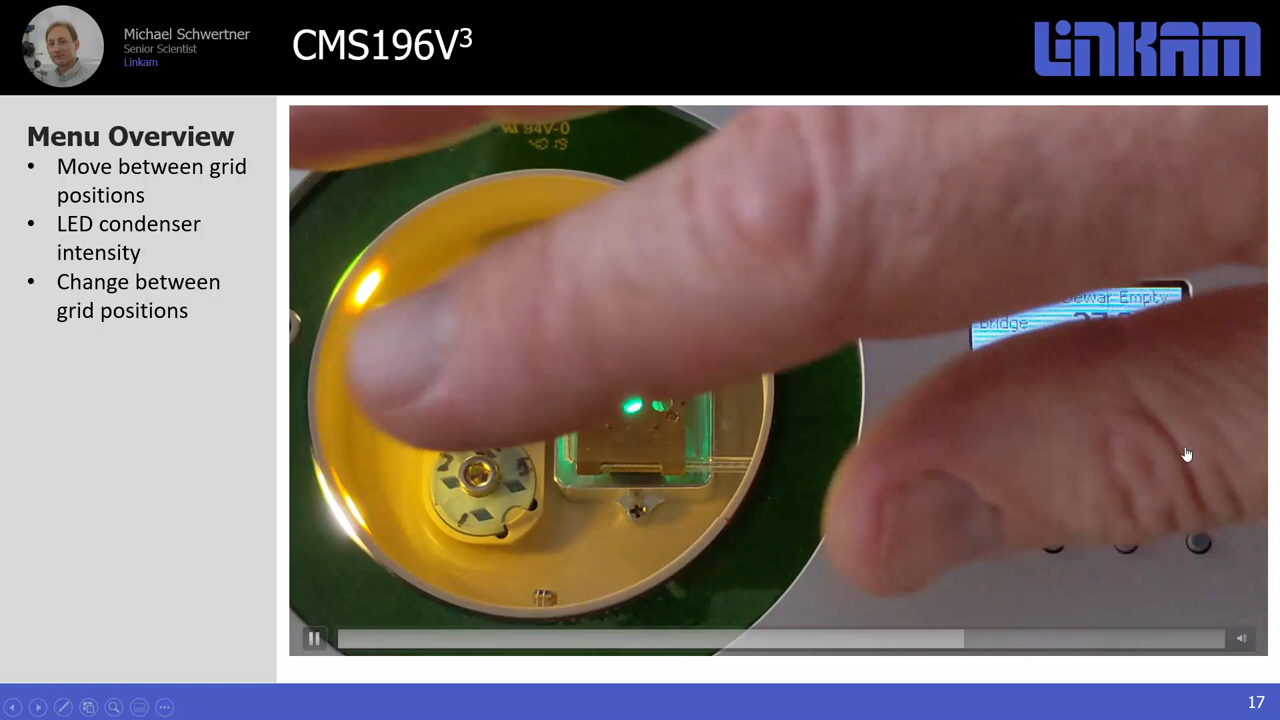 Michael Schwertner
Senior Scientist
Linkam
CMS196V³
LINKAM
Menu Overview
• Move between grid
positions
• LED condenser
intensity
• Change between
grid positions
94V-0
4019
Dewar Empty
Bridge
17